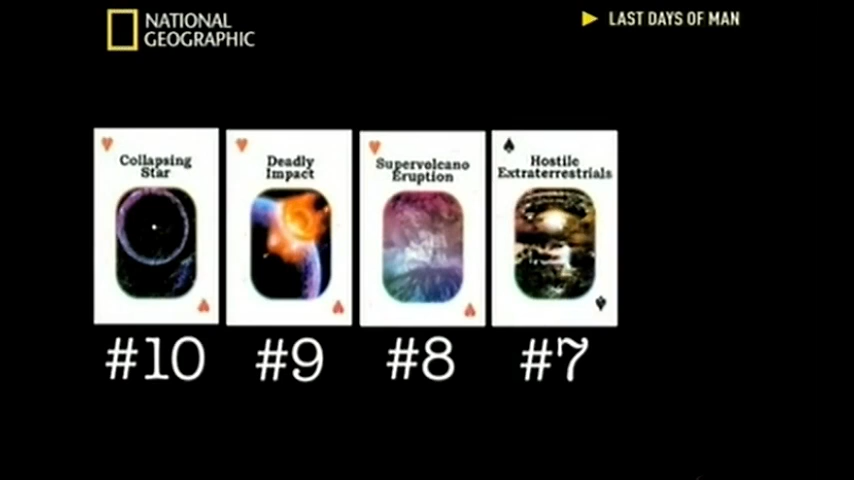 NATIONAL
GEOGRAPHIC
LAST DAYS OF MAN
Collapsing
Star
Deadly
Impact
Supervolcano
Eruption
Hostile
Extraterrestrials
#10
#9
#8
#7